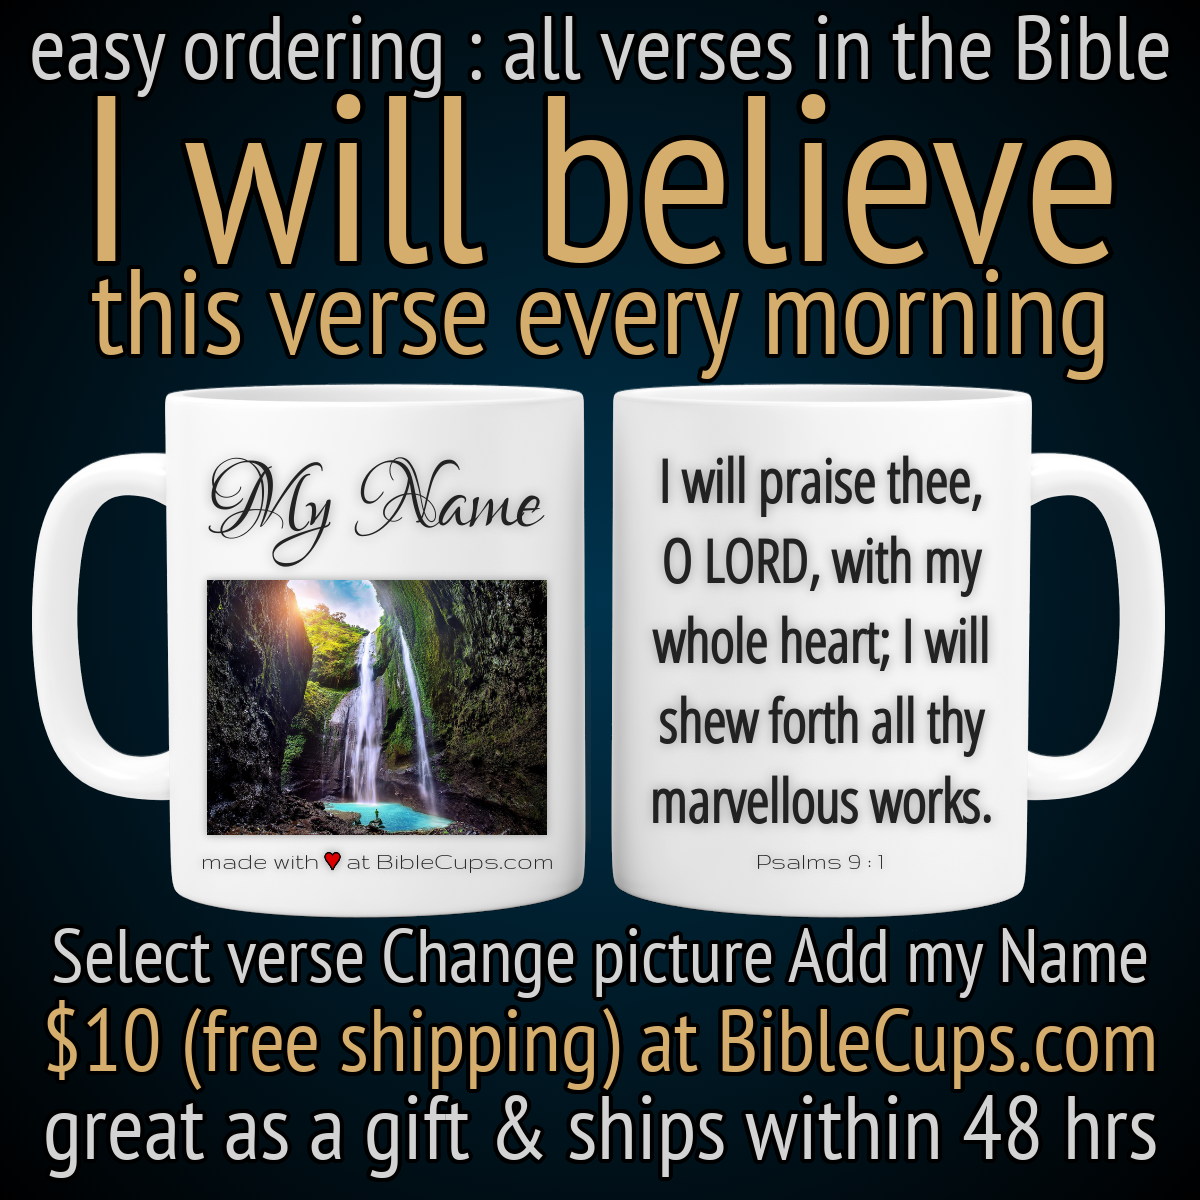 easy ordering : all verses in the Bible
I will believe
this verse every morning
My Name
made with ♥ at BibleCups.com
I will praise thee,
O LORD, with my
whole heart; I will
shew forth all thy
marvellous works.
Psalms 9 : 1
Select verse Change picture Add my Name
$10 (free shipping) at BibleCups.com
great as a gift & ships within 48 hrs